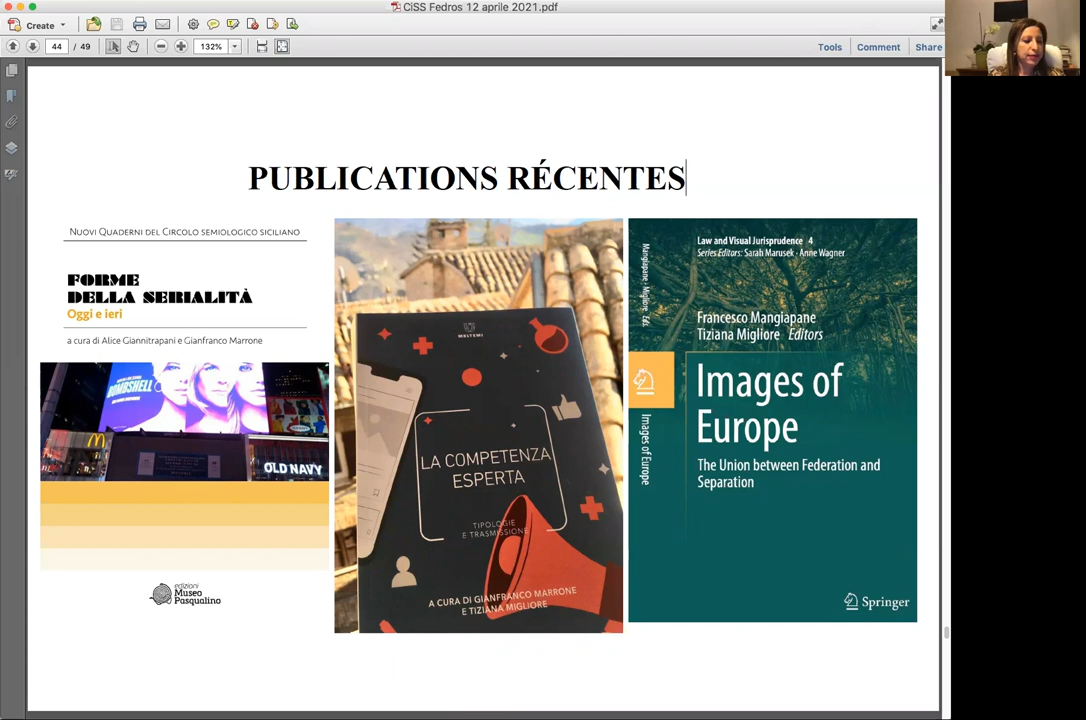 CiSS Fedros 12 aprile 2021.pdf
Create
44 / 49
132%
Tools
Comment
Share
PUBLICATIONS RÉCENTES
NUOVI QUADERNI DEL CIRCOLO SEMIOLOGICO SICILIANO
FORME
DELLA SERIALITÀ
Oggi e ieri
a cura di Alice Giannitrapani e Gianfranco Marrone
BOMBSHELL
OLD NAVY
edizioni
Museo
Pasqualino
MELTEMI
LA COMPETENZA
ESPERTA
TIPOLOGIE
E TRASMISSIONE
A CURA DI GIANFRANCO MARRONE
E TIZIANA MIGLIORE
Mangiapane · Migliore Eds.
Images of Europe
Law and Visual Jurisprudence 4
Series Editors: Sarah Marusek · Anne Wagner
Francesco Mangiapane
Tiziana Migliore Editors
Images of
Europe
The Union between Federation and
Separation
Springer